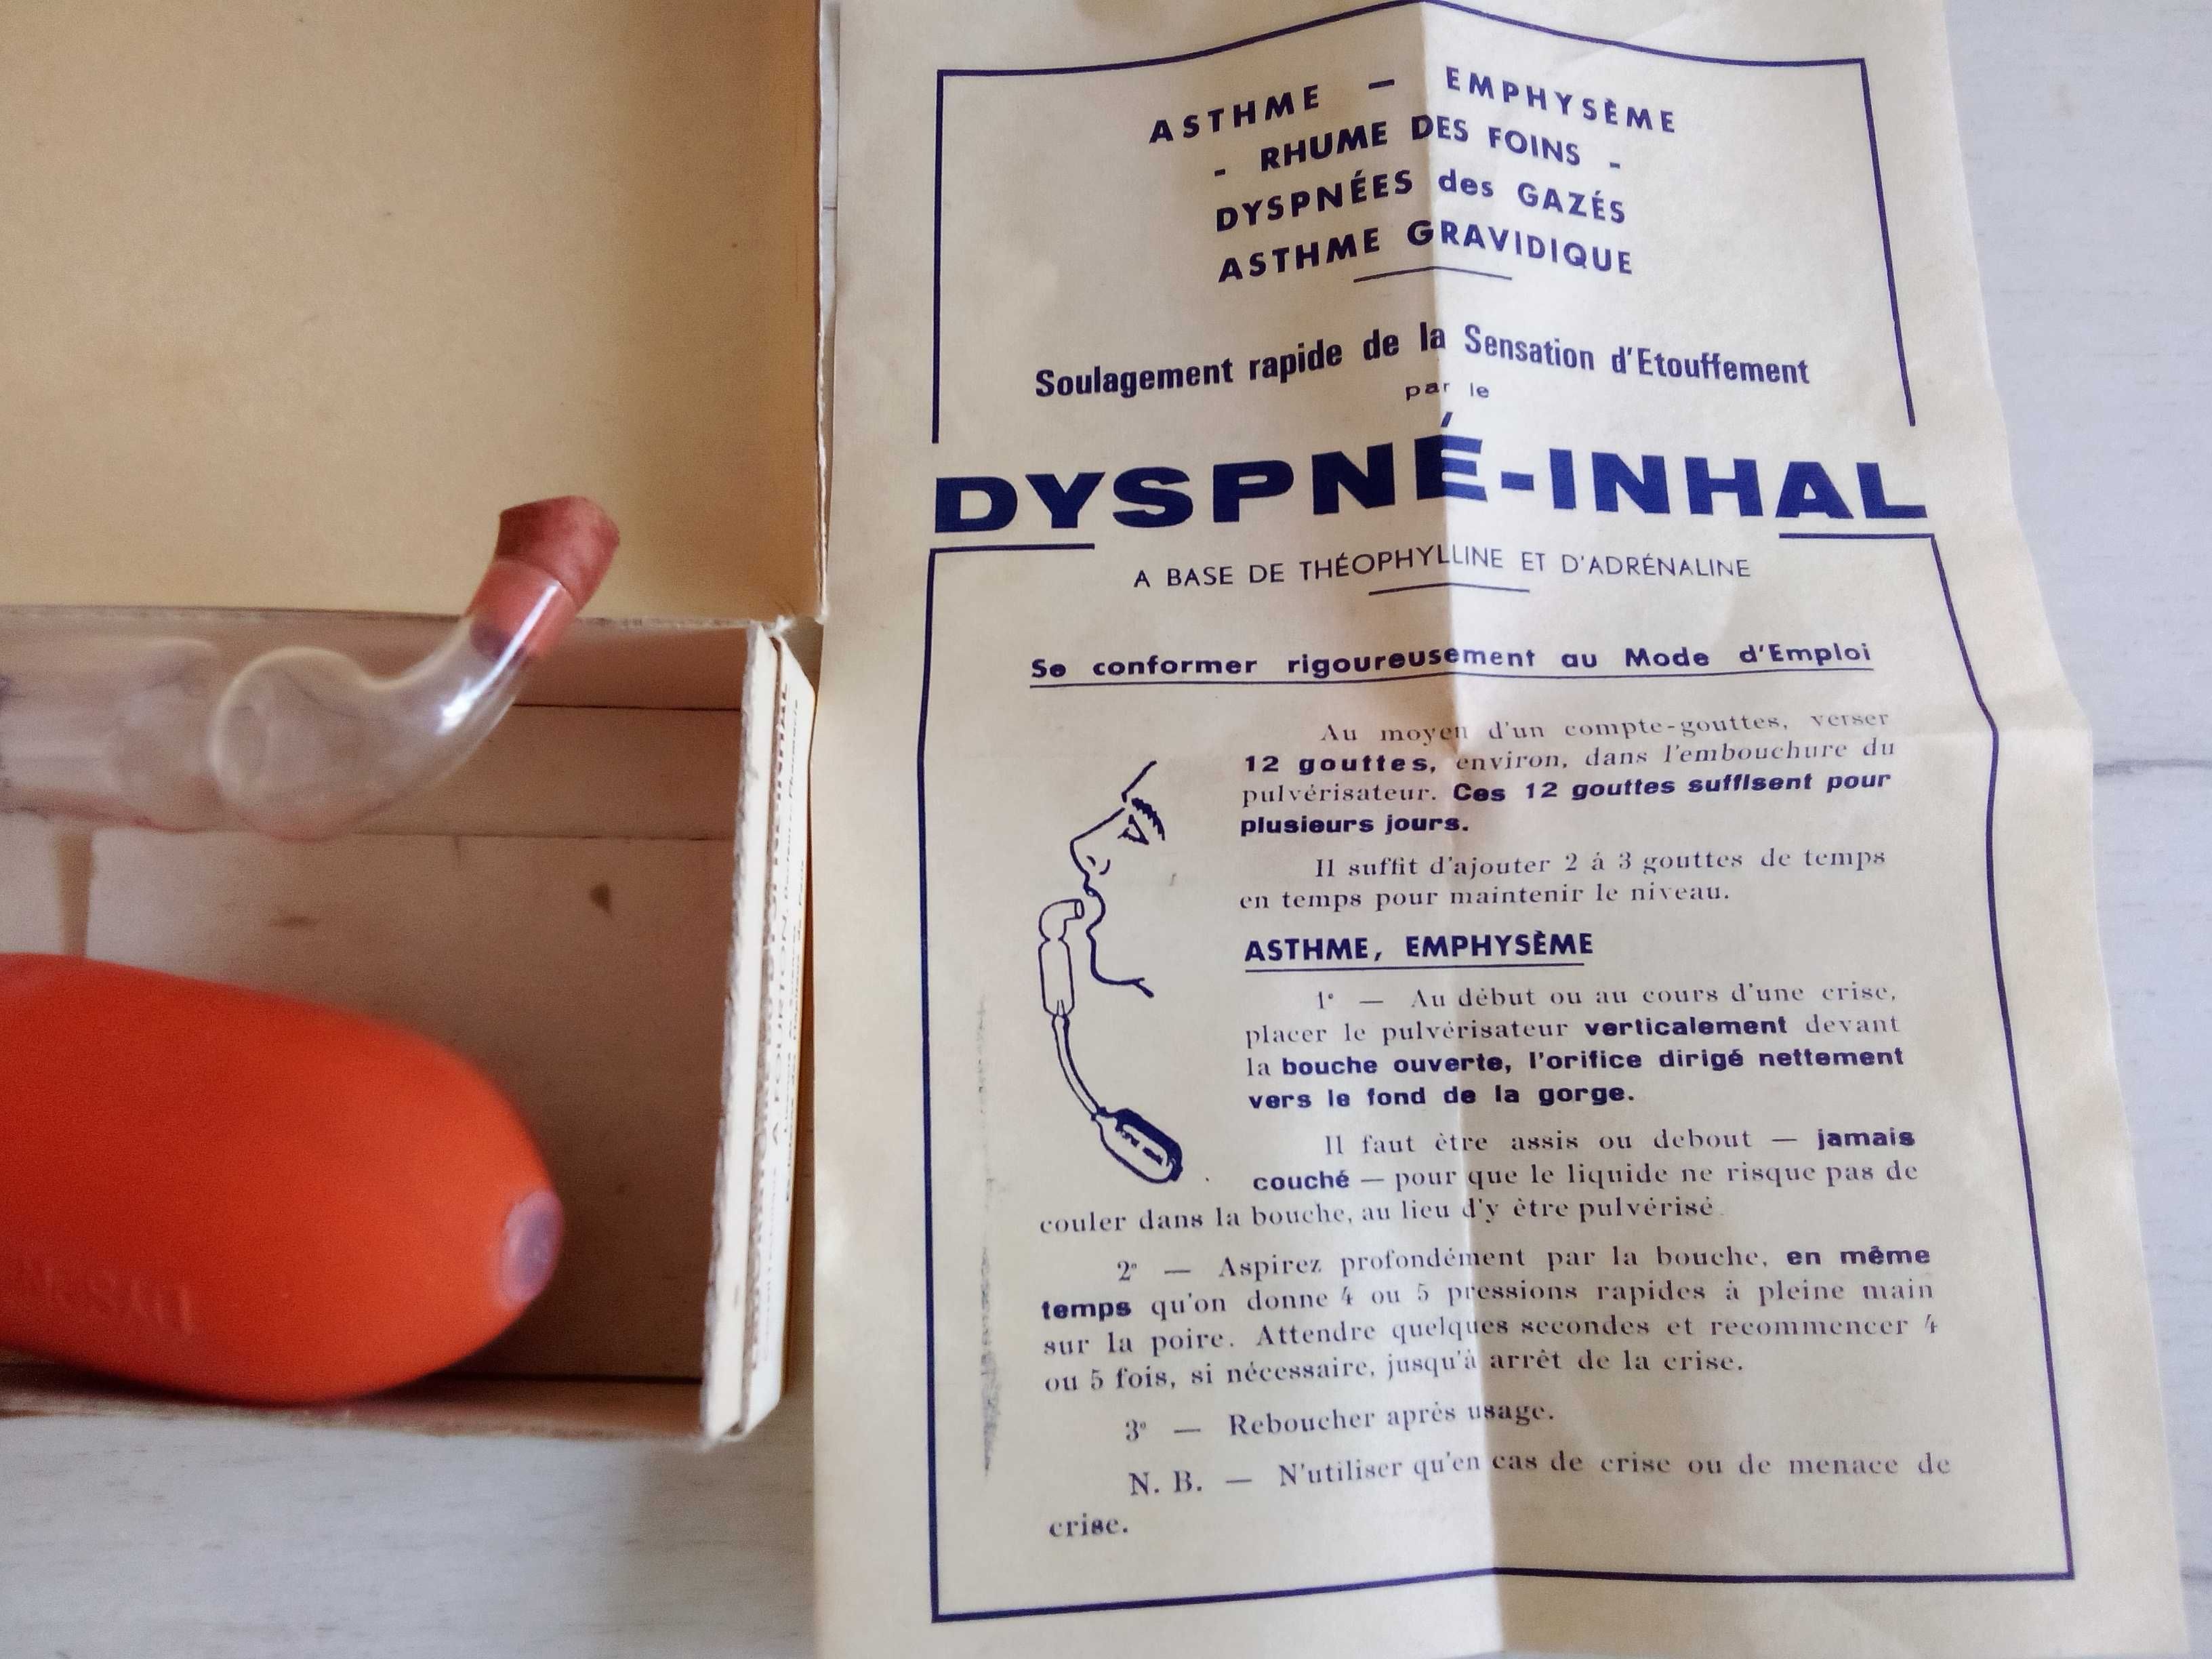 ASTHME — EMPHYSÈME
- RHUME DES FOINS -
DYSPNÉES des GAZÉS
ASTHME GRAVIDIQUE
Soulagement rapide de la Sensation d'Etouffement
par le
DYSPNÉ-INHAL
A BASE DE THÉOPHYLLINE ET D'ADRÉNALINE
Se conformer rigoureusement au Mode d'Emploi
Au moyen d'un compte-gouttes, verser
12 gouttes, environ, dans l'embouchure du
pulvérisateur. Ces 12 gouttes suffisent pour
plusieurs jours.
Il suffit d'ajouter 2 à 3 gouttes de temps
en temps pour maintenir le niveau.
ASTHME, EMPHYSÈME
1° — Au début ou au cours d'une crise,
placer le pulvérisateur verticalement devant
la bouche ouverte, l'orifice dirigé nettement
vers le fond de la gorge.
Il faut être assis ou debout — jamais
couché — pour que le liquide ne risque pas de
couler dans la bouche, au lieu d'y être pulvérisé.
2° — Aspirez profondément par la bouche, en même
temps qu'on donne 4 ou 5 pressions rapides à pleine main
sur la poire. Attendre quelques secondes et recommencer 4
ou 5 fois, si nécessaire, jusqu'à arrêt de la crise.
3° — Reboucher après usage.
N. B. — N'utiliser qu'en cas de crise ou de menace de
crise.